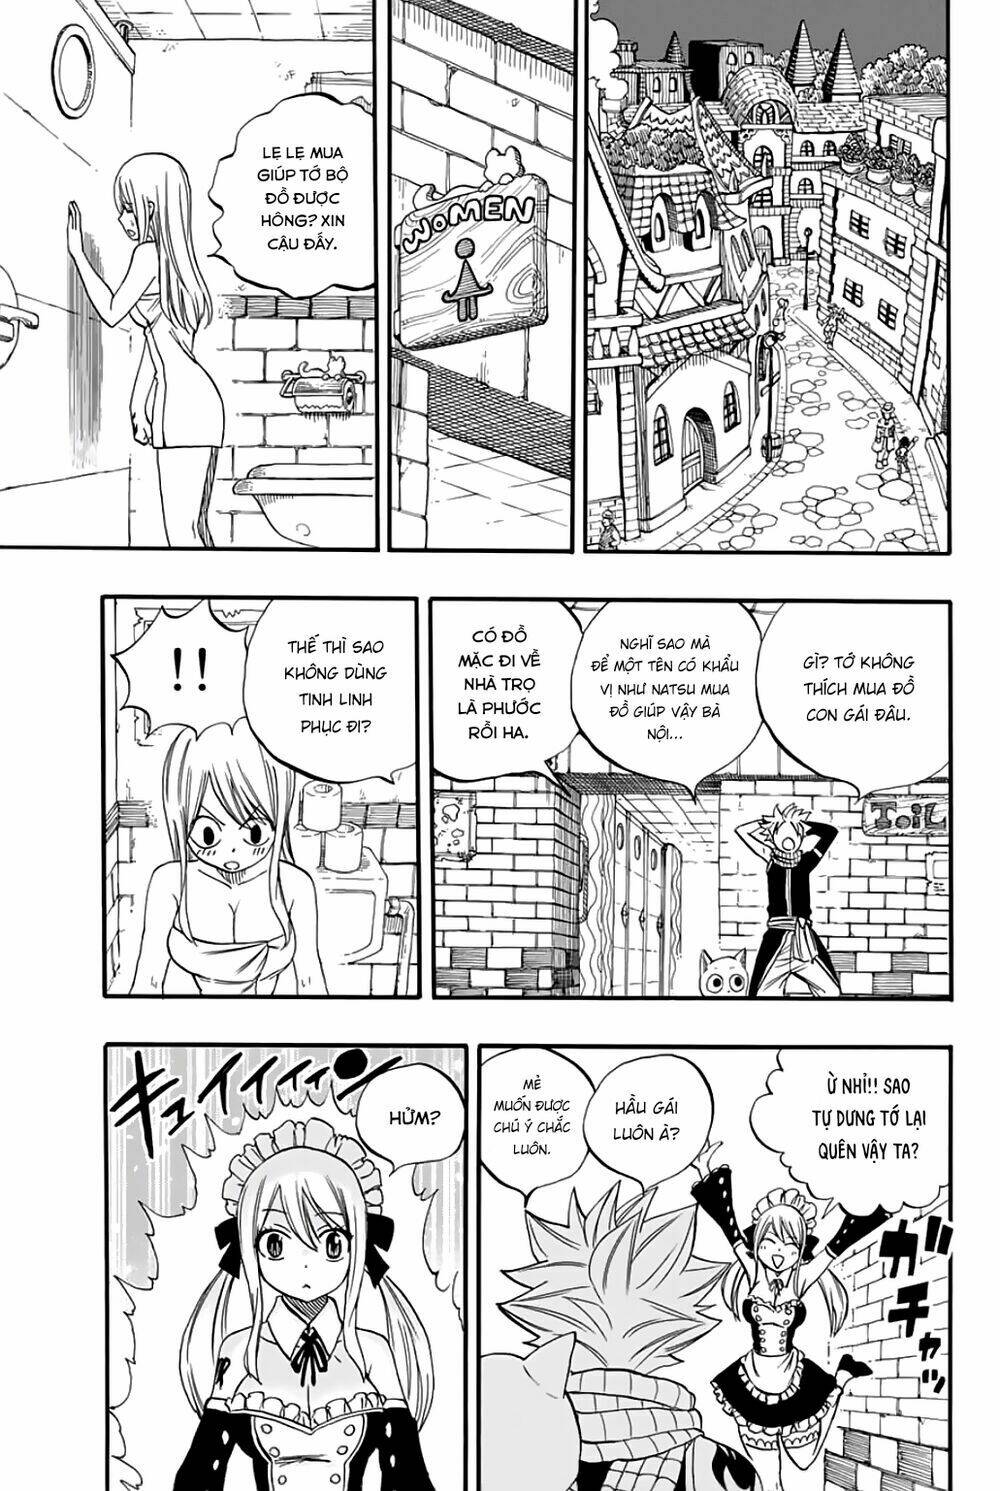 WOMEN
LẸ LẸ MUA
GIÚP TỚ BỘ
ĐỒ ĐƯỢC
HÔNG? XIN
CẬU ĐẤY.
GÌ? TỚ KHÔNG
THÍCH MUA ĐỒ
CON GÁI ĐÂU.
NGHĨ SAO MÀ
ĐỂ MỘT TÊN CÓ KHẨU
VỊ NHƯ NATSU MUA
ĐỒ GIÚP VẬY BÀ
NỘI...
CÓ ĐỒ
MẶC ĐI VỀ
NHÀ TRỌ
LÀ PHƯỚC
RỒI HA.
ToiL
THẾ THÌ SAO
KHÔNG DÙNG
TINH LINH
PHỤC ĐI?
!!
Ừ NHỈ!! SAO
TỰ DƯNG TỚ LẠI
QUÊN VẬY TA?
ガチャッ
HẦU GÁI
LUÔN À?
MÈ
MUỐN ĐƯỢC
CHÚ Ý CHẮC
LUÔN.
HỬM?
キュイイイイン